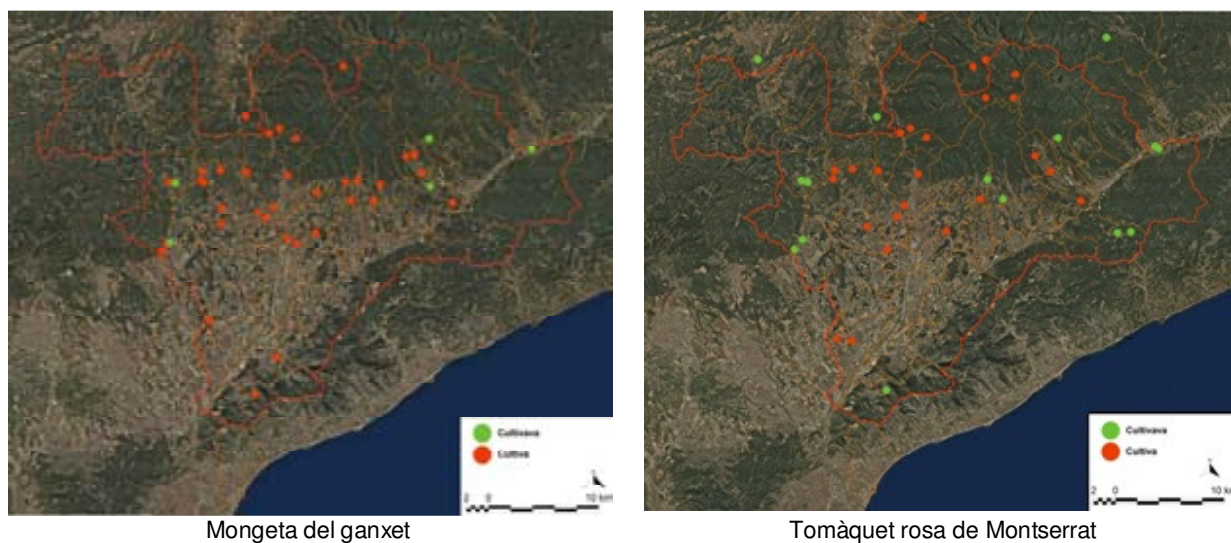 Cultivava
Cultiva
2 0 10 km
Mongeta del ganxet
Cultivava
Cultiva
2 0 10 km
Tomàquet rosa de Montserrat